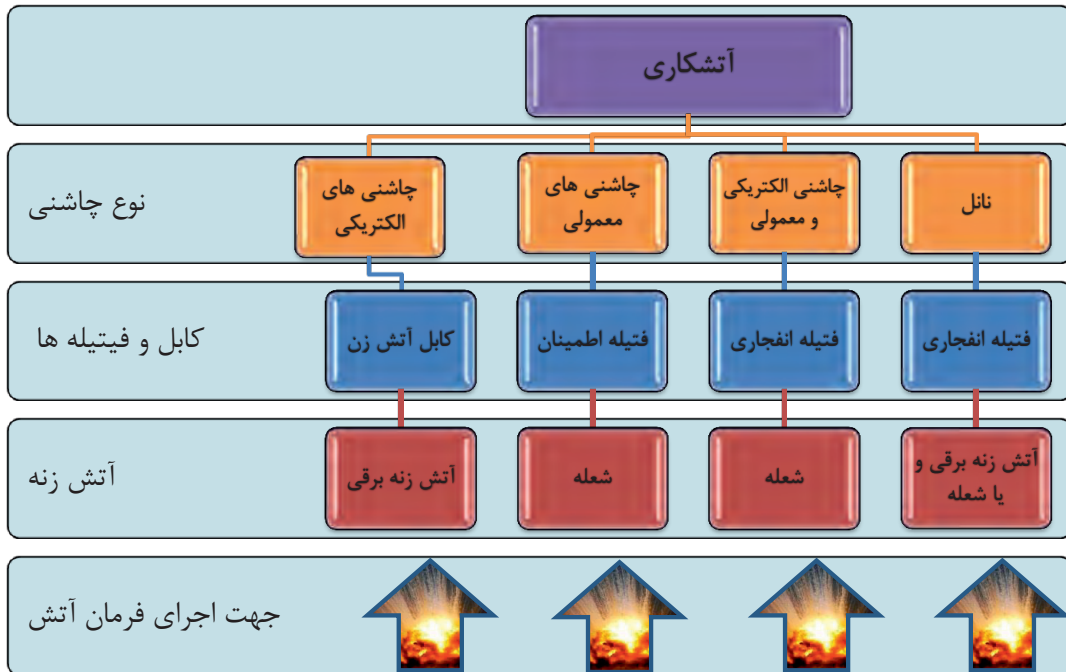 آتشکاری
نوع چاشنی
نانل
چاشنی الکتریکی
و معمولی
چاشنی های
معمولی
چاشنی های
الکتریکی
کابل و فیتیله ها
فتیله انفجاری
فتیله انفجاری
فتیله اطمینان
کابل آتش زن
آتش زنه
آتش زنه برقی و
یا شعله
شعله
شعله
آتش زنه برقی
جهت اجرای فرمان آتش